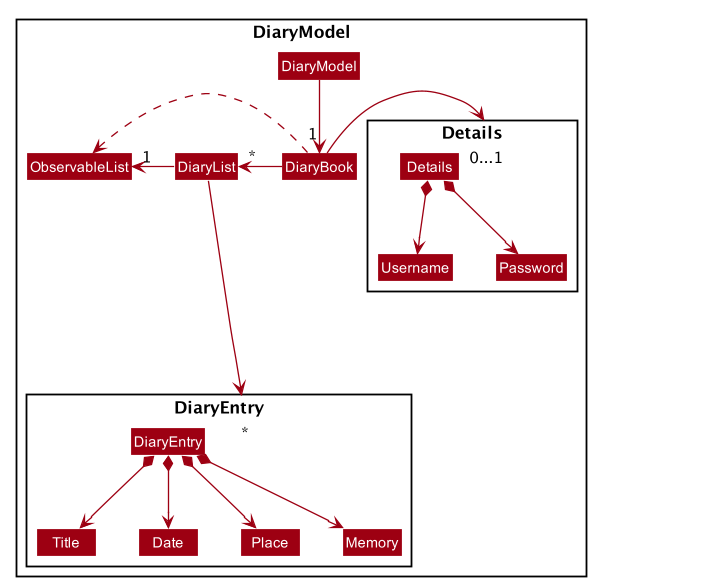 DiaryModel
DiaryModel
1
Details
ObservableList
1
DiaryList
*
DiaryBook
Details
0...1
Username
Password
DiaryEntry
DiaryEntry
*
Title
Date
Place
Memory